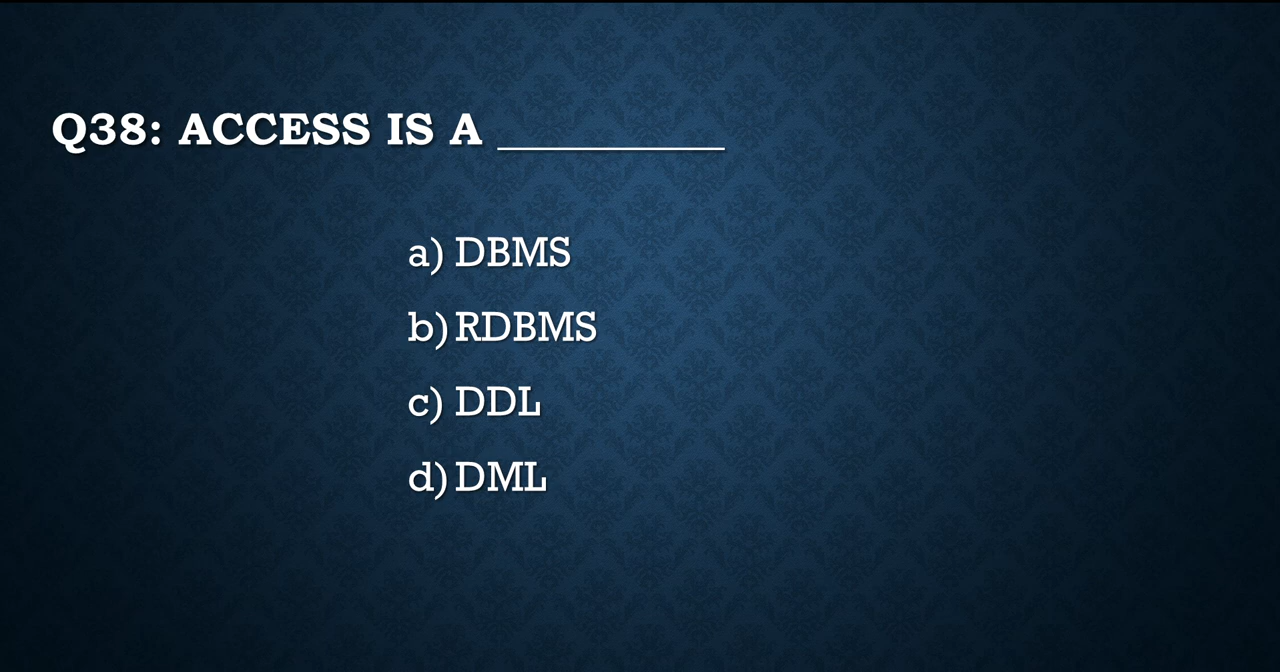 Q38: ACCESS IS A __________
a) DBMS
b) RDBMS
c) DDL
d) DML